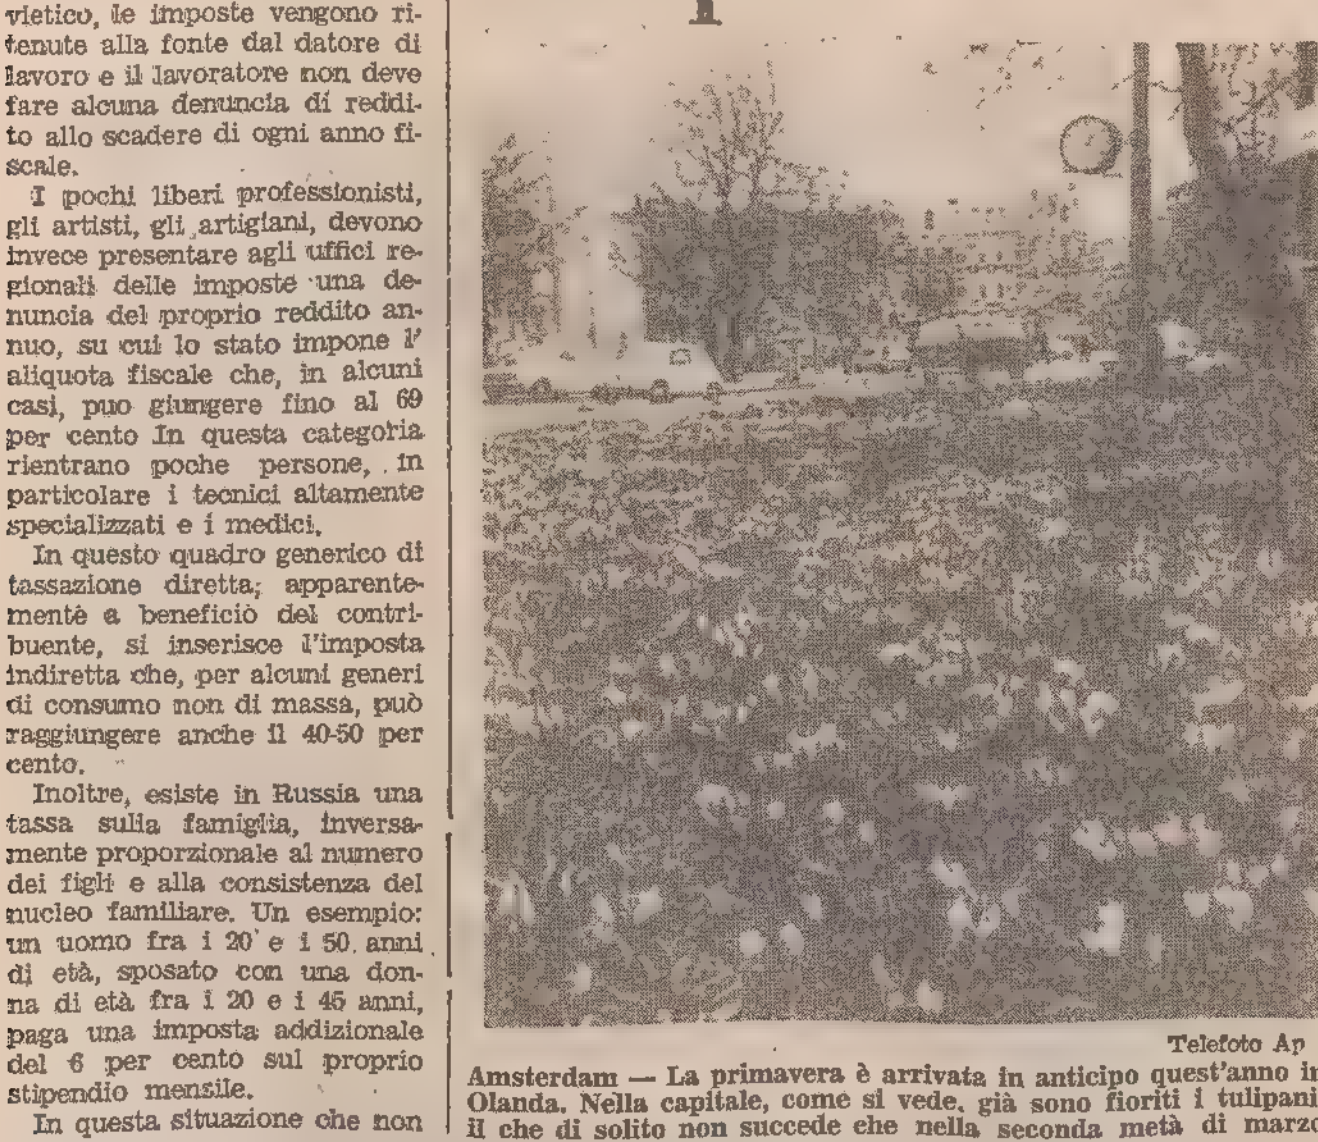 vietico, le imposte vengono ri-
tenute alla fonte dal datore di
lavoro e il lavoratore non deve
fare alcuna denuncia di reddi-
to allo scadere di ogni anno fi-
scale.
I pochi liberi professionisti,
gli artisti, gli artigiani, devono
invece presentare agli uffici re-
gionali delle imposte una de-
nuncia del proprio reddito an-
nuo, su cui lo stato impone l'
aliquota fiscale che, in alcuni
casi, puo giungere fino al 69
per cento In questa categoria
rientrano poche persone, in
particolare i tecnici altamente
specializzati e i medici.
In questo quadro generico di
tassazione diretta, apparente-
mente a beneficio del contri-
buente, si inserisce l'imposta
indiretta che, per alcuni generi
di consumo non di massa, può
raggiungere anche il 40-50 per
cento.
Inoltre, esiste in Russia una
tassa sulla famiglia, inversa-
mente proporzionale al numero
dei figli e alla consistenza del
nucleo familiare. Un esempio:
un uomo fra i 20 e i 50 anni
di età, sposato con una don-
na di età fra i 20 e i 45 anni,
paga una imposta addizionale
del 6 per cento sul proprio
stipendio mensile.
In questa situazione che non
Telefoto Ap
Amsterdam — La primavera è arrivata in anticipo quest'anno in
Olanda. Nella capitale, come si vede, già sono fioriti i tulipani
il che di solito non succede che nella seconda metà di marzo